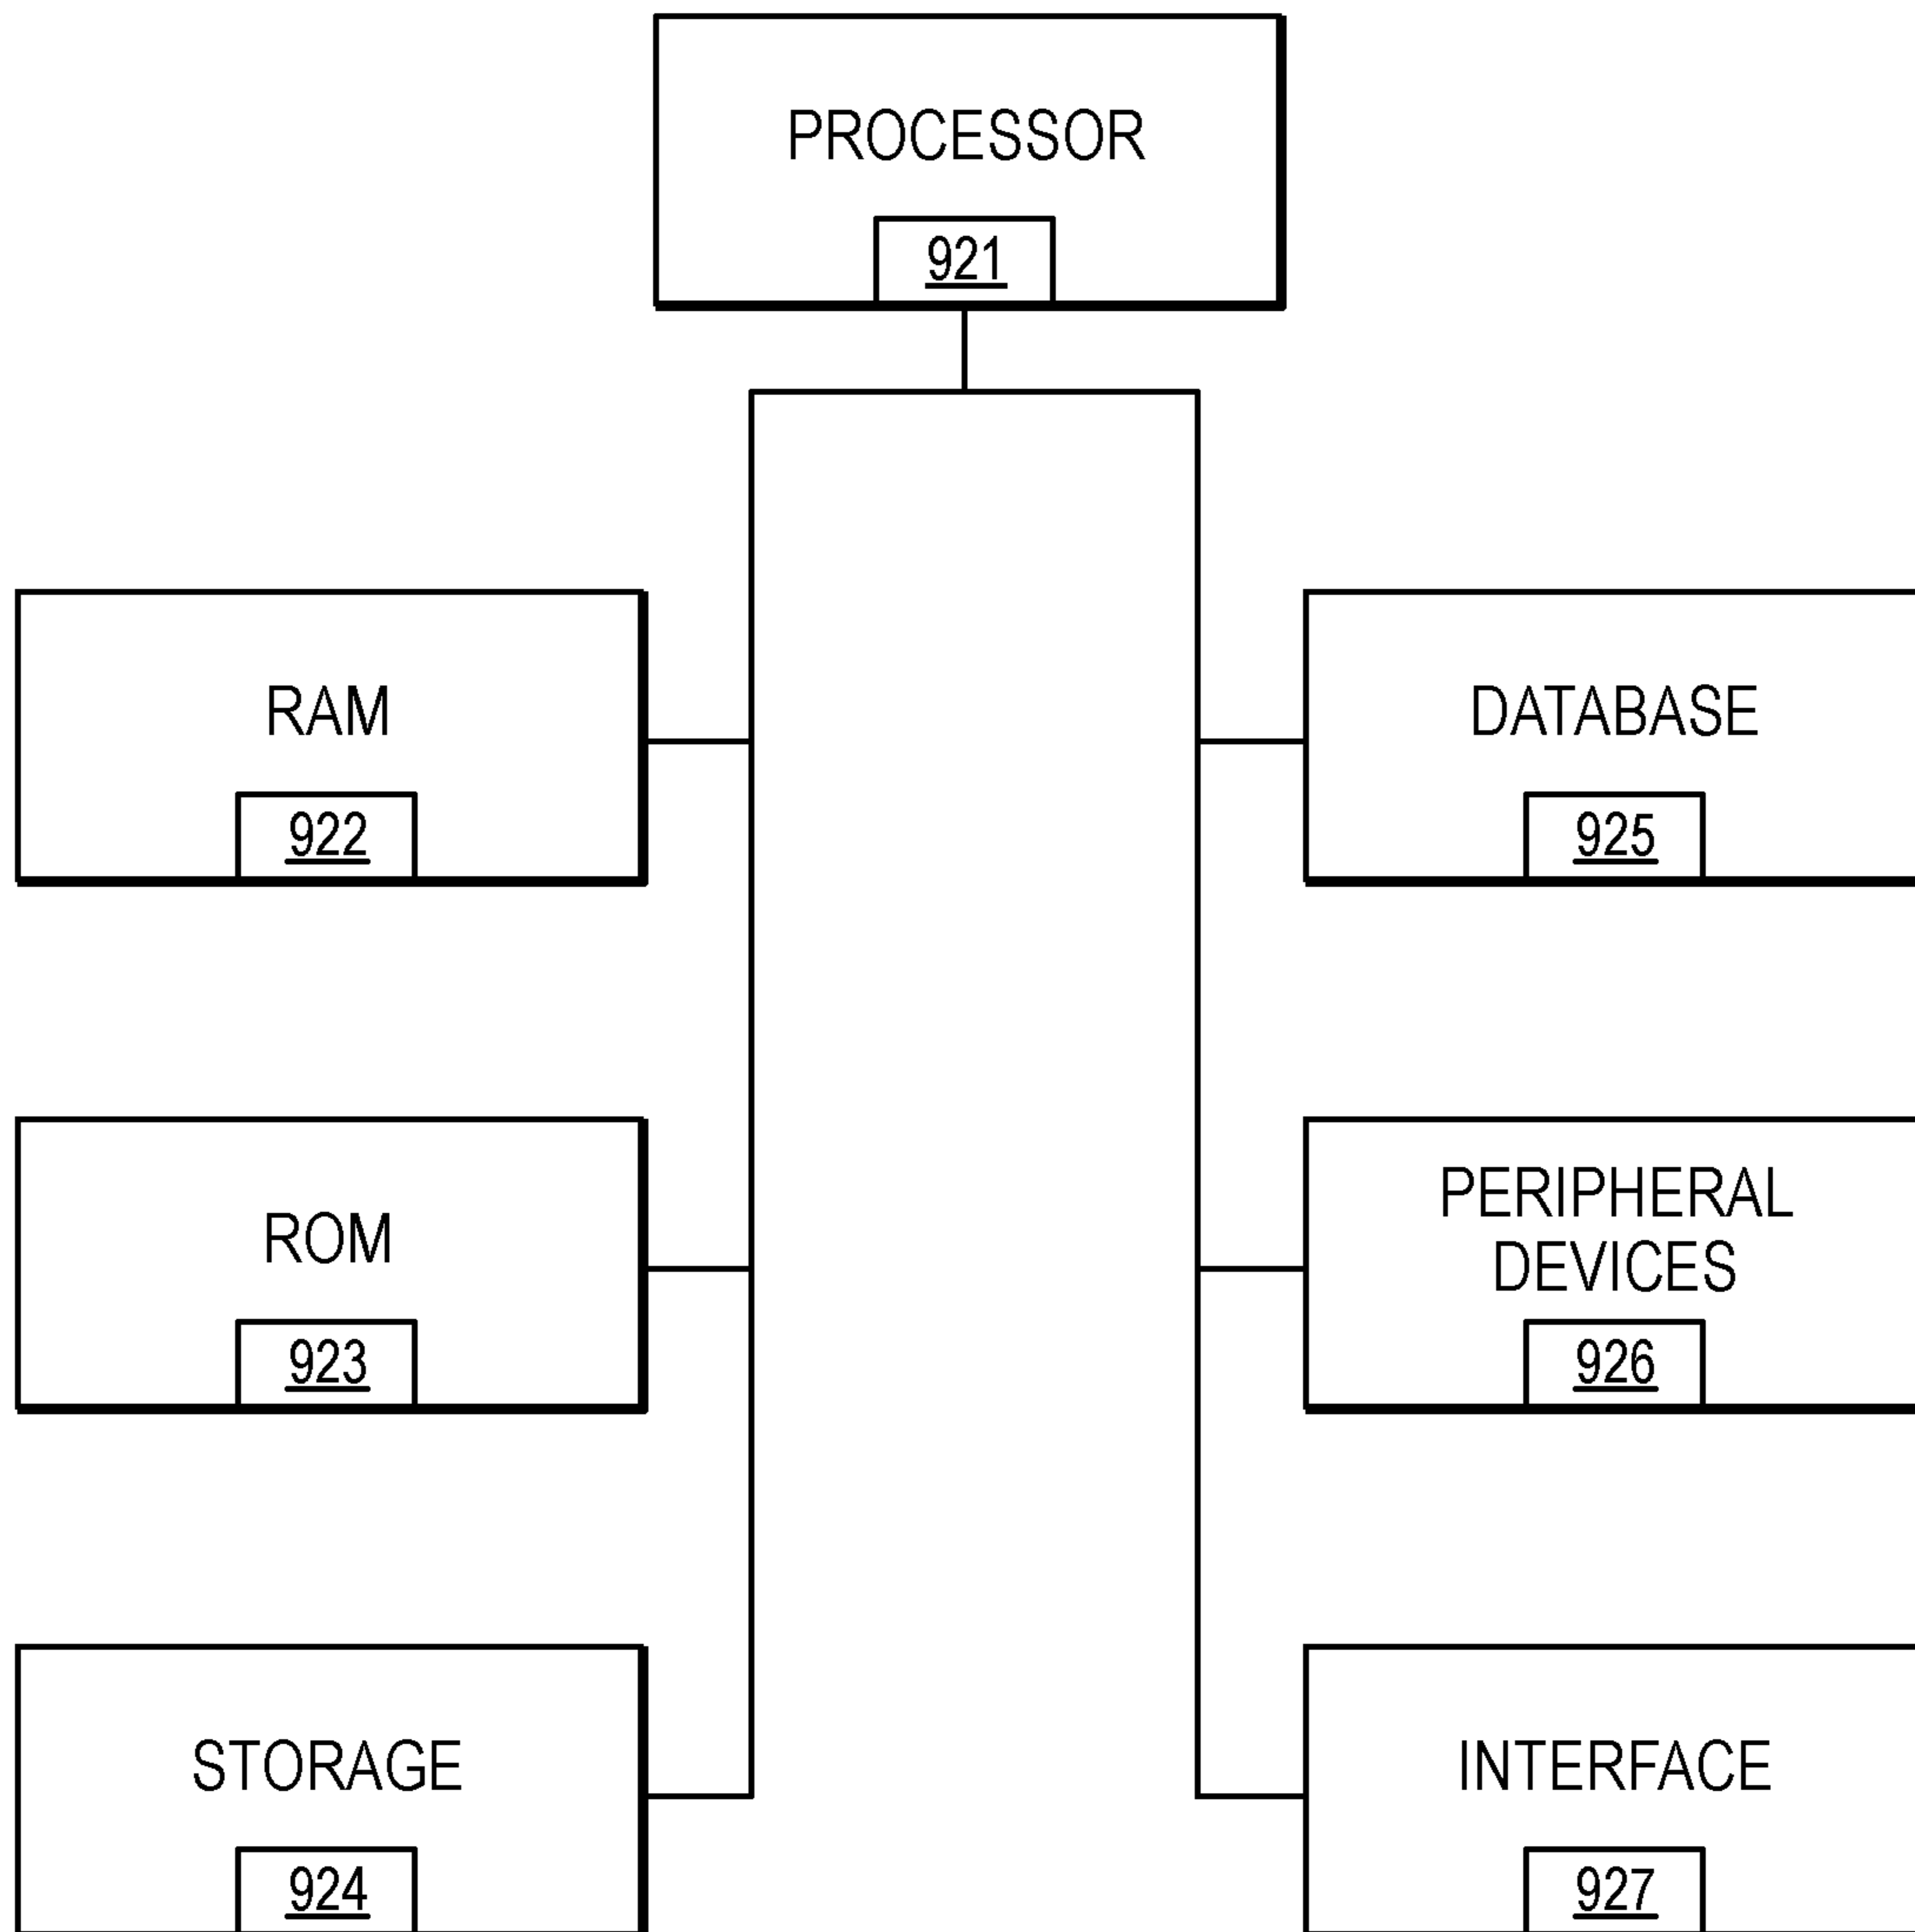 PROCESSOR
921
RAM
922
DATABASE
925
ROM
923
PERIPHERAL
DEVICES
926
STORAGE
924
INTERFACE
927